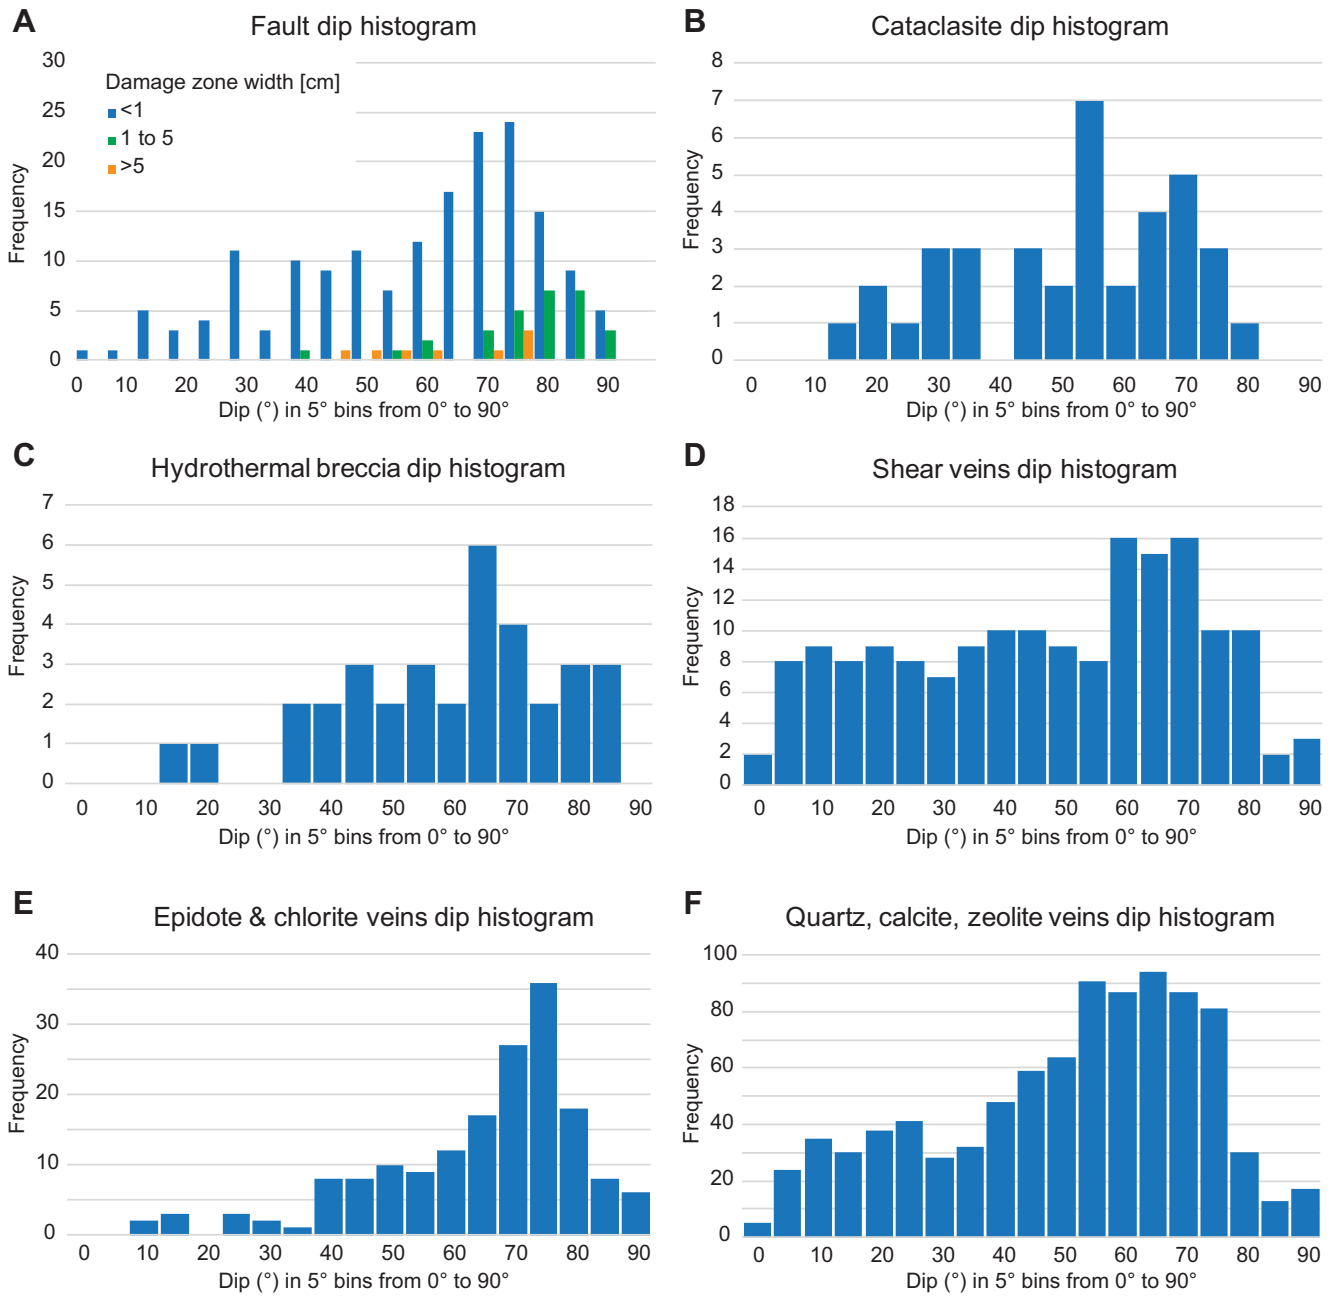 A
Fault dip histogram
Damage zone width [cm]
<1
1 to 5
>5
Frequency
30
25
20
15
10
5
0
0 10 20 30 40 50 60 70 80 90
Dip (°) in 5° bins from 0° to 90°
B
Cataclasite dip histogram
Frequency
8
7
6
5
4
3
2
1
0
0 10 20 30 40 50 60 70 80 90
Dip (°) in 5° bins from 0° to 90°
C
Hydrothermal breccia dip histogram
Frequency
7
6
5
4
3
2
1
0
0 10 20 30 40 50 60 70 80 90
Dip (°) in 5° bins from 0° to 90°
D
Shear veins dip histogram
Frequency
18
16
14
12
10
8
6
4
2
0
0 10 20 30 40 50 60 70 80 90
Dip (°) in 5° bins from 0° to 90°
E
Epidote & chlorite veins dip histogram
Frequency
40
30
20
10
0
0 10 20 30 40 50 60 70 80 90
Dip (°) in 5° bins from 0° to 90°
F
Quartz, calcite, zeolite veins dip histogram
Frequency
100
80
60
40
20
0
0 10 20 30 40 50 60 70 80 90
Dip (°) in 5° bins from 0° to 90°